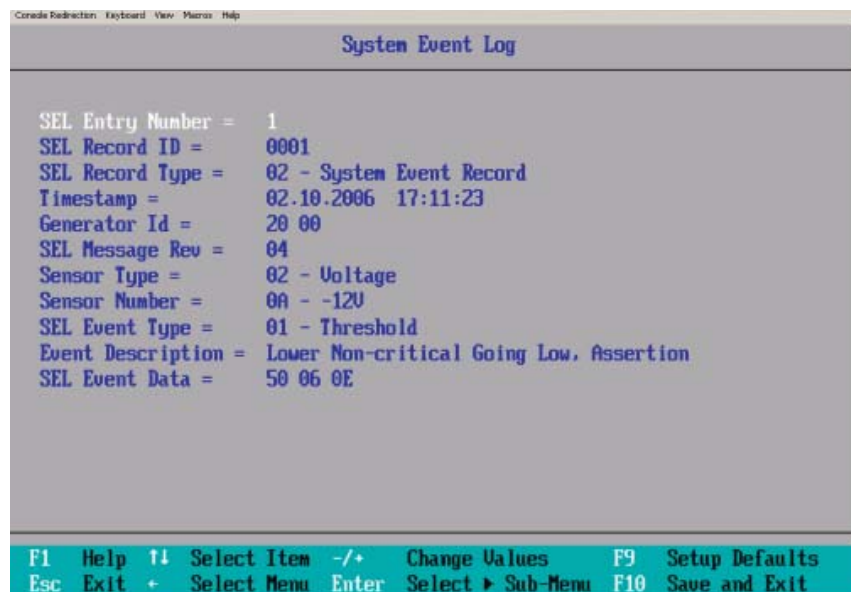 Console Redirection Keyboard View Macros Help
System Event Log
SEL Entry Number = 1
SEL Record ID = 0001
SEL Record Type = 02 - System Event Record
Timestamp = 02.10.2006 17:11:23
Generator Id = 20 00
SEL Message Rev = 04
Sensor Type = 02 - Voltage
Sensor Number = 0A - -12V
SEL Event Type = 01 - Threshold
Event Description = Lower Non-critical Going Low, Assertion
SEL Event Data = 50 06 0E
F1 Help ↑↓ Select Item -/+ Change Values F9 Setup Defaults
Esc Exit ← Select Menu Enter Select ▶ Sub-Menu F10 Save and Exit